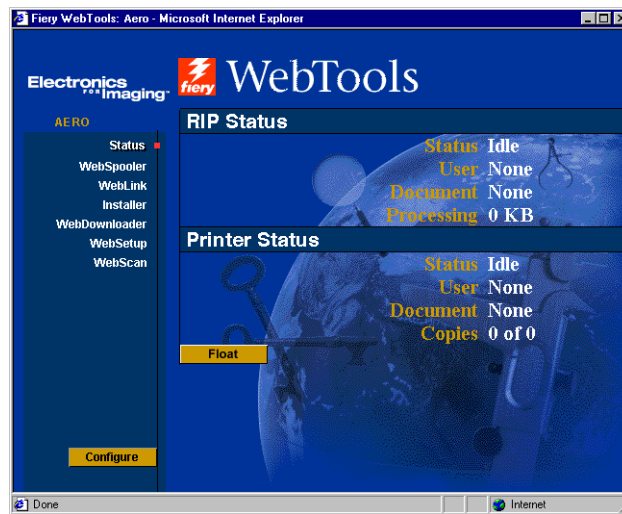 Fiery WebTools: Aero - Microsoft Internet Explorer
Electronics
FOR Imaging
fiery
WebTools
AERO
Status
WebSpooler
WebLink
Installer
WebDownloader
WebSetup
WebScan
Configure
RIP Status
Status Idle
User None
Document None
Processing 0 KB
Printer Status
Status Idle
User None
Document None
Copies 0 of 0
Float
Done
Internet